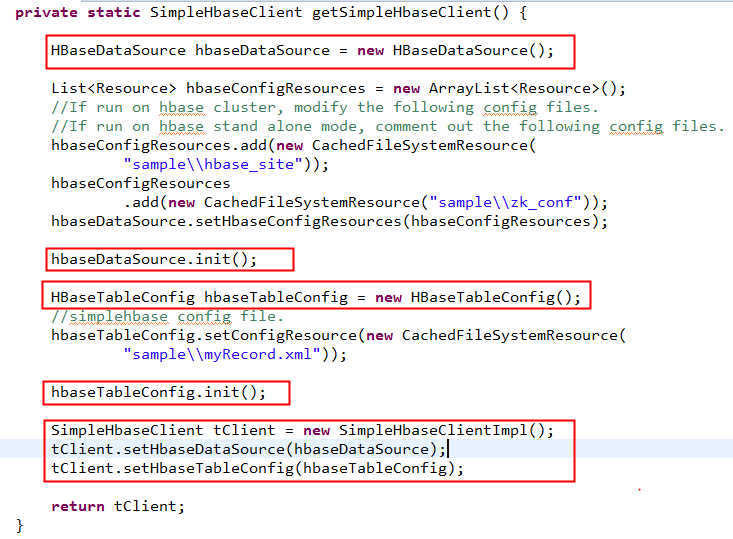 private static SimpleHbaseClient getSimpleHbaseClient() {
HBaseDataSource hbaseDataSource = new HBaseDataSource();
List<Resource> hbaseConfigResources = new ArrayList<Resource>();
//If run on hbase cluster, modify the following config files.
//If run on hbase stand alone mode, comment out the following config files.
hbaseConfigResources.add(new CachedFileSystemResource(
"sample\\hbase_site"));
hbaseConfigResources
.add(new CachedFileSystemResource("sample\\zk_conf"));
hbaseDataSource.setHbaseConfigResources(hbaseConfigResources);
hbaseDataSource.init();
HBaseTableConfig hbaseTableConfig = new HBaseTableConfig();
//simplehbase config file.
hbaseTableConfig.setConfigResource(new CachedFileSystemResource(
"sample\\myRecord.xml"));
hbaseTableConfig.init();
SimpleHbaseClient tClient = new SimpleHbaseClientImpl();
tClient.setHbaseDataSource(hbaseDataSource);
tClient.setHbaseTableConfig(hbaseTableConfig);
return tClient;
}